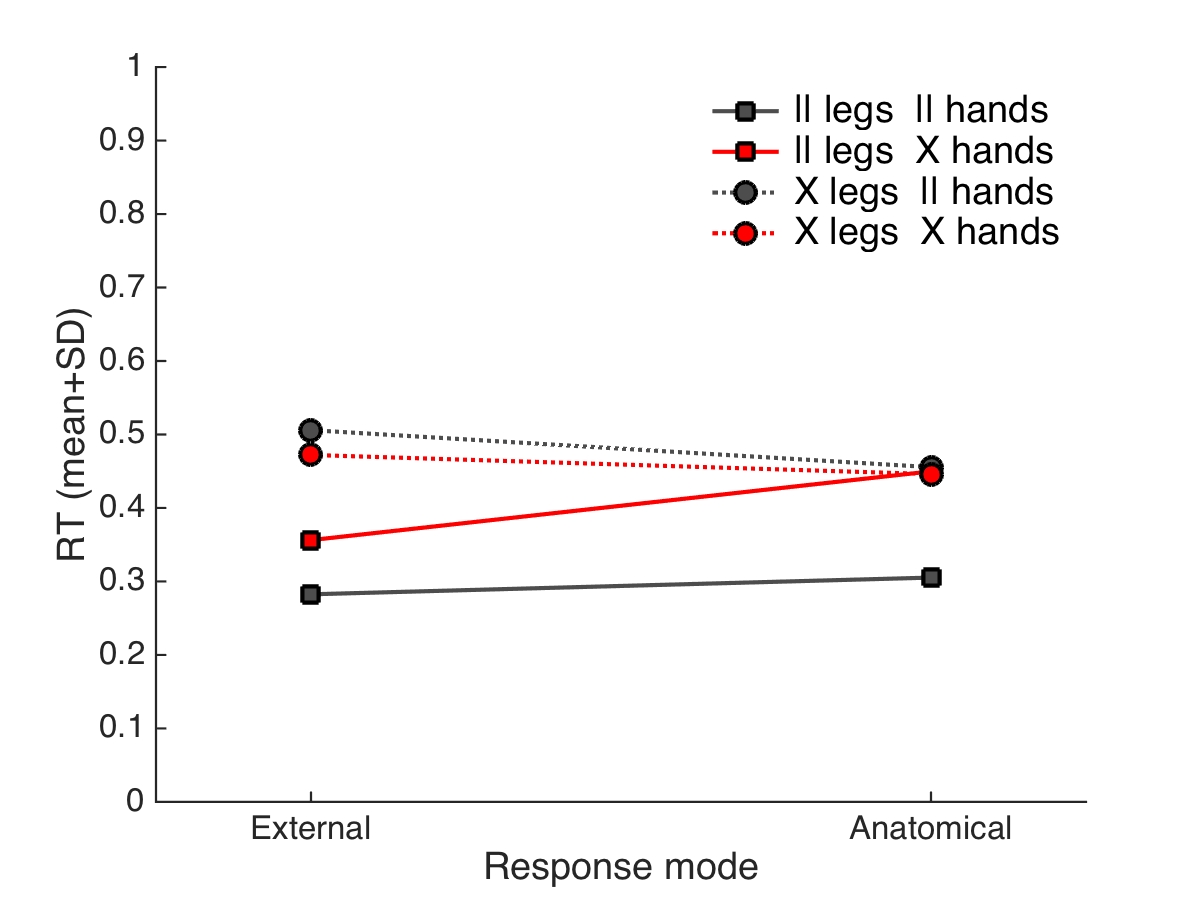 1
0.9
0.8
0.7
0.6
0.5
0.4
0.3
0.2
0.1
0
RT (mean+SD)
ll legs  ll hands
ll legs  X hands
X legs  ll hands
X legs  X hands
External
Anatomical
Response mode